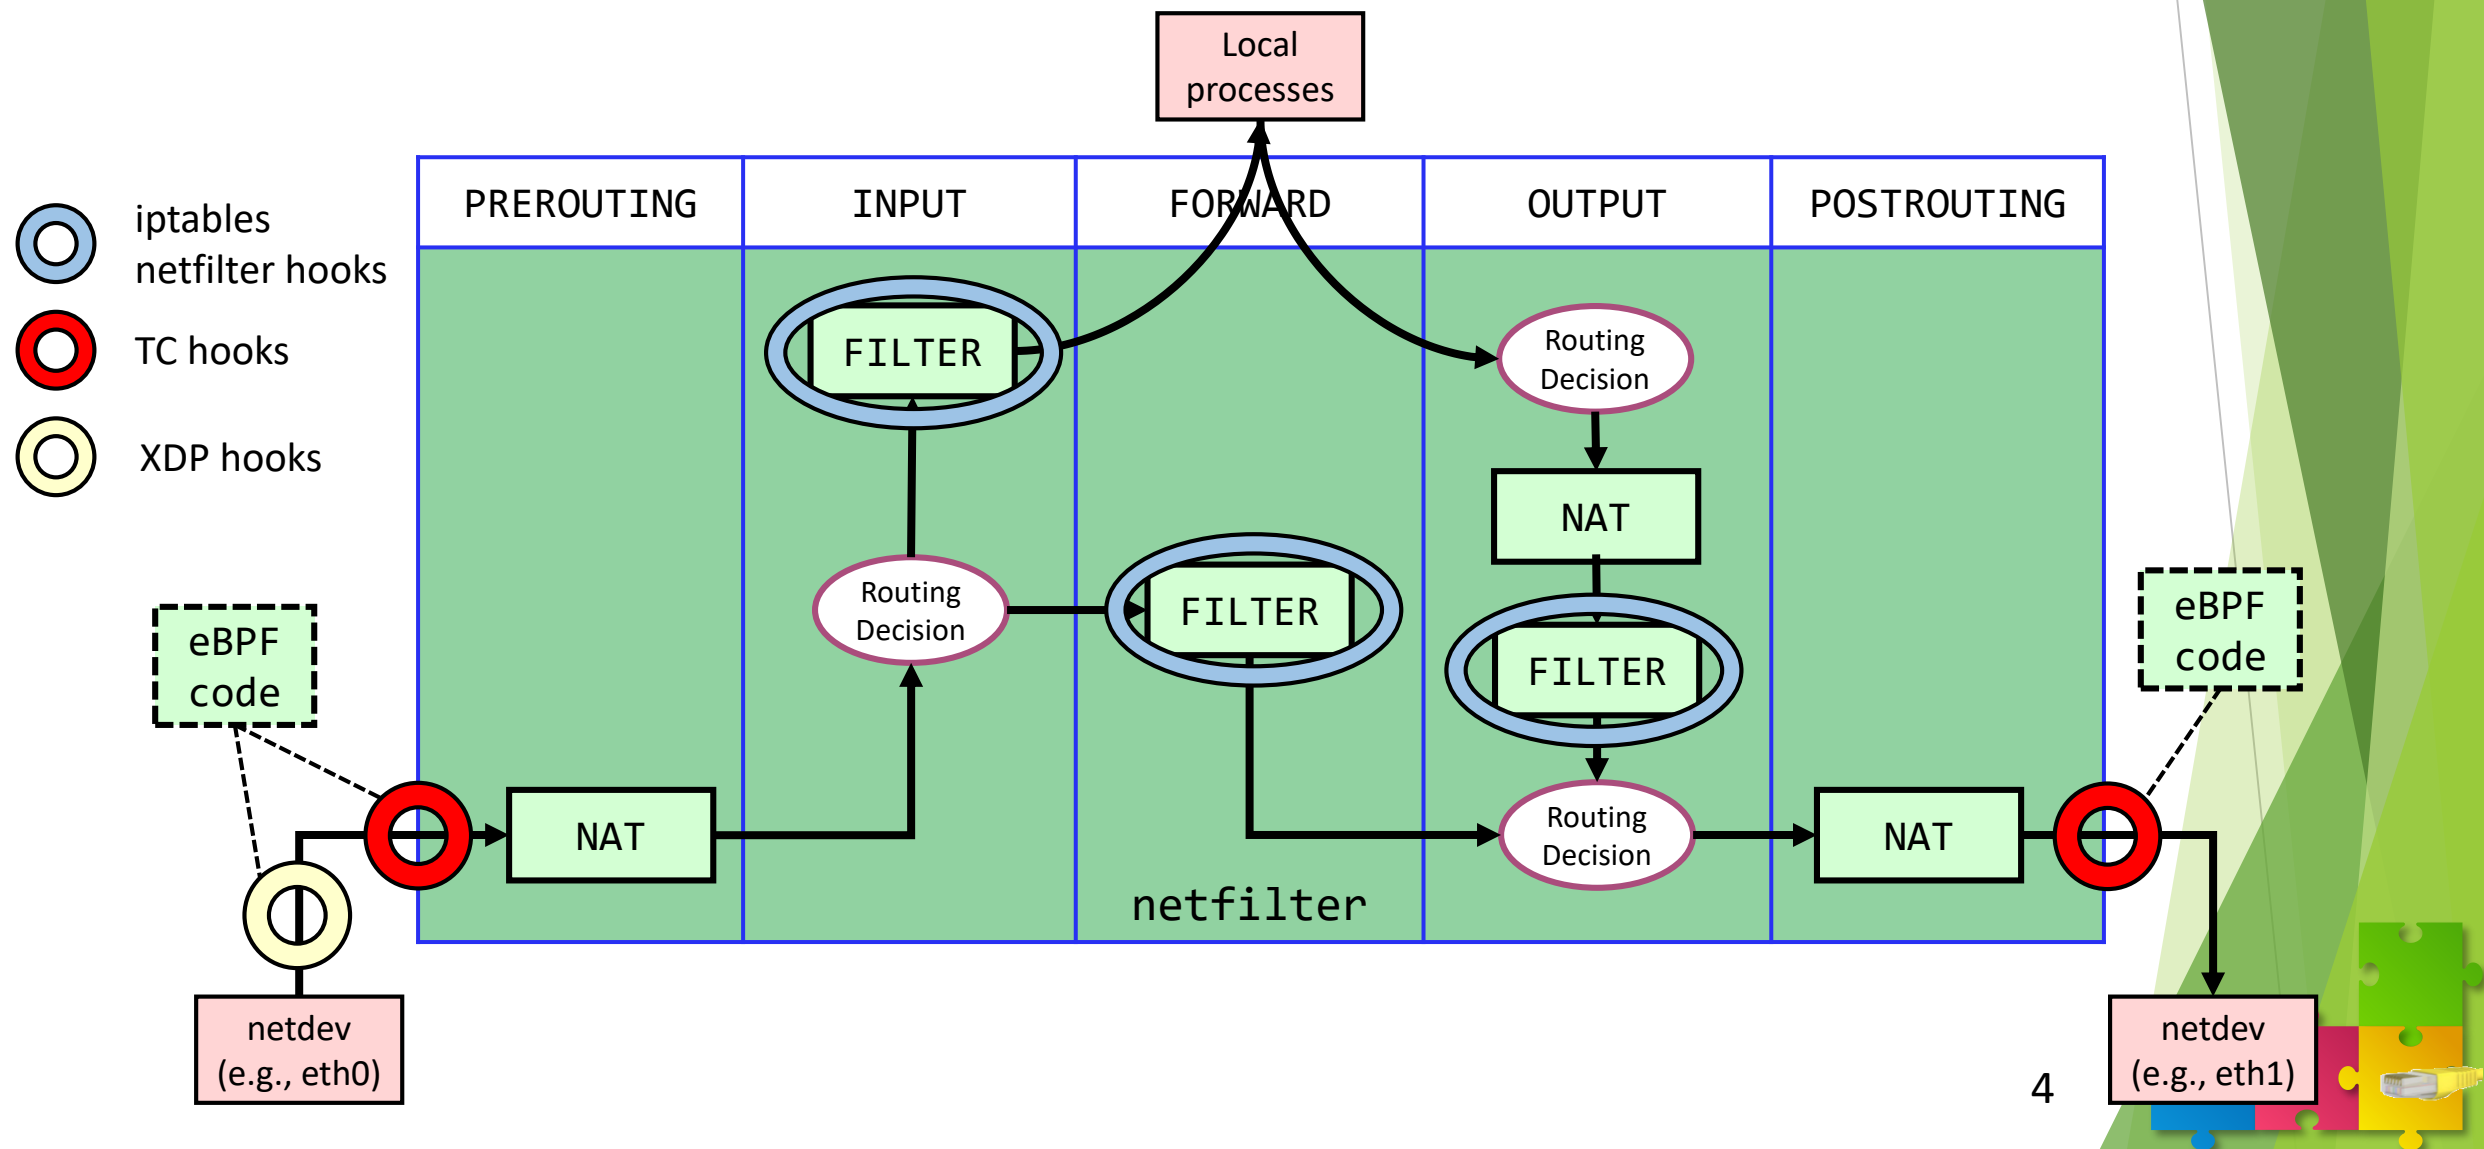 Local
processes
PREROUTING
INPUT
FORWARD
OUTPUT
POSTROUTING
iptables
netfilter hooks
TC hooks
XDP hooks
FILTER
Routing
Decision
NAT
Routing
Decision
FILTER
FILTER
eBPF
code
eBPF
code
NAT
Routing
Decision
NAT
netfilter
netdev
(e.g., eth0)
netdev
(e.g., eth1)
4